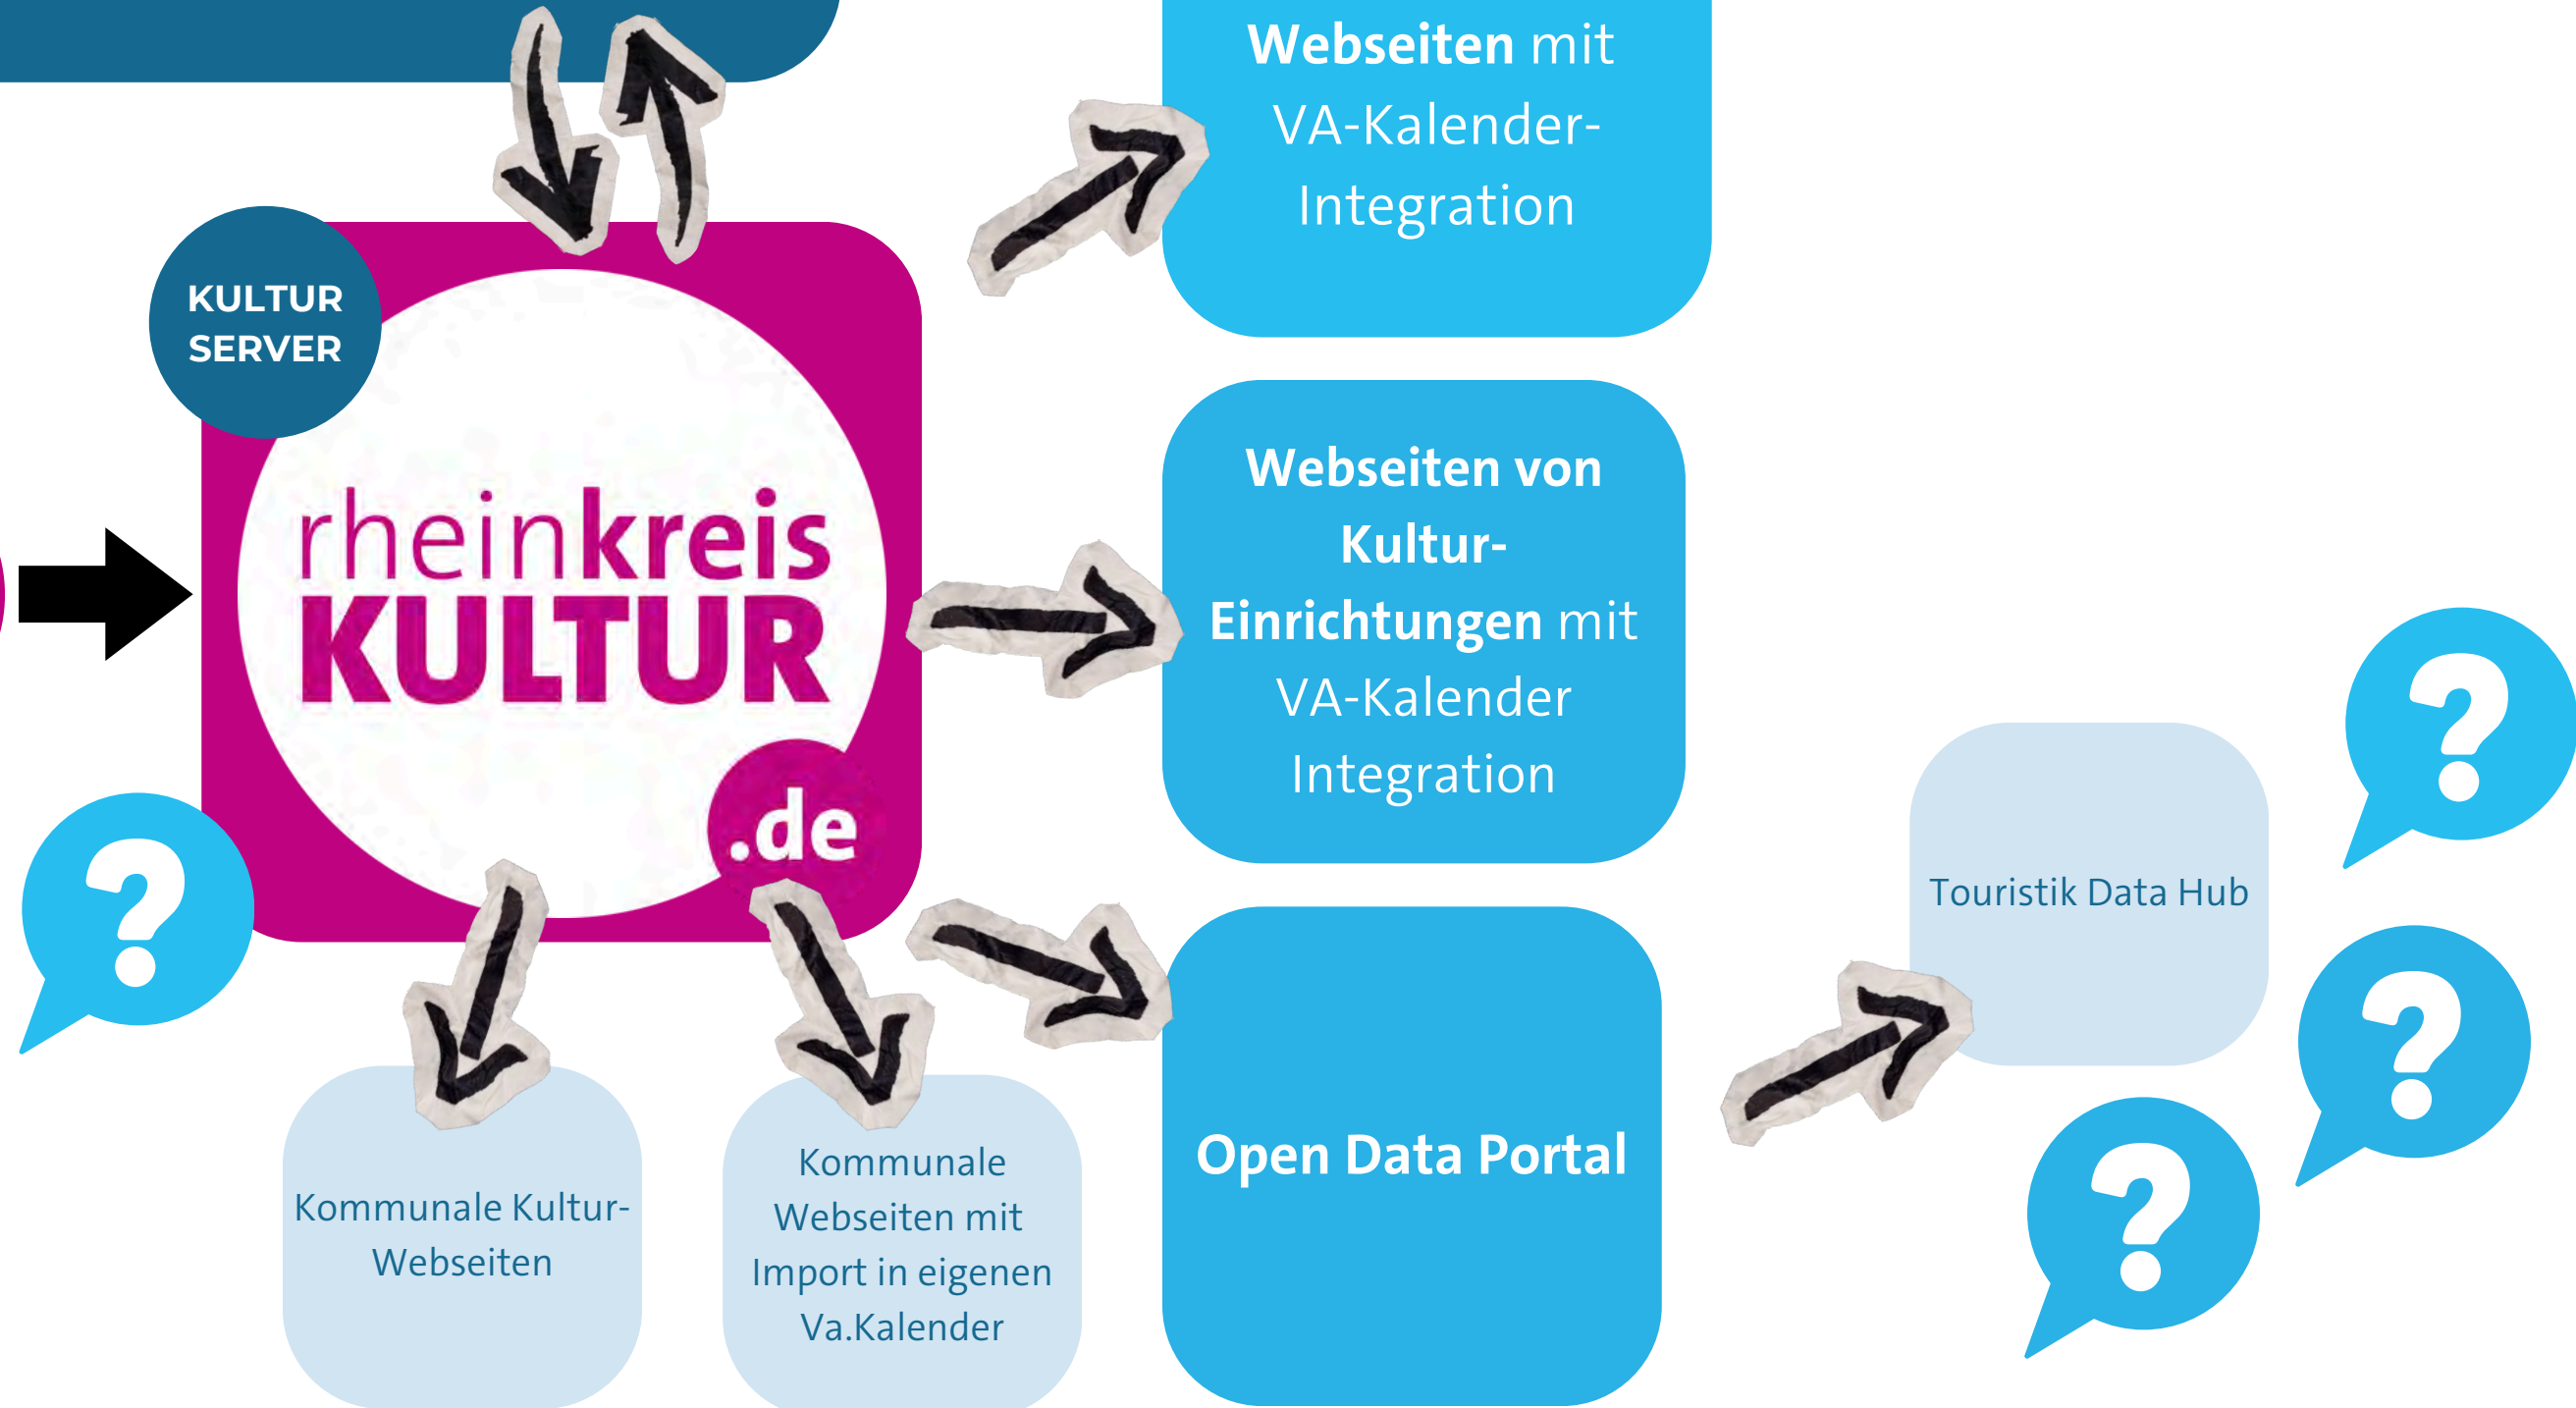 Webseiten mit
VA-Kalender-
Integration
KULTUR
SERVER
rheinkreis
KULTUR
.de
Webseiten von
Kultur-
Einrichtungen mit
VA-Kalender
Integration
?
?
?
?
Touristik Data Hub
Open Data Portal
Kommunale Kultur-
Webseiten
Kommunale
Webseiten mit
Import in eigenen
Va.Kalender